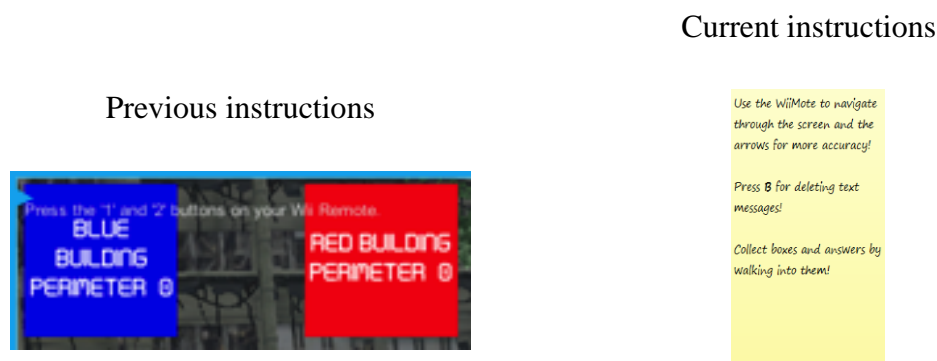 Current instructions
Previous instructions
Use the WiiMote to navigate
through the screen and the
arrows for more accuracy!
Press B for deleting text
messages!
Collect boxes and answers by
walking into them!
Press the '1' and '2' buttons on your Wii Remote.
BLUE
BUILDING
PERIMETER 0
RED BUILDING
PERIMETER 0